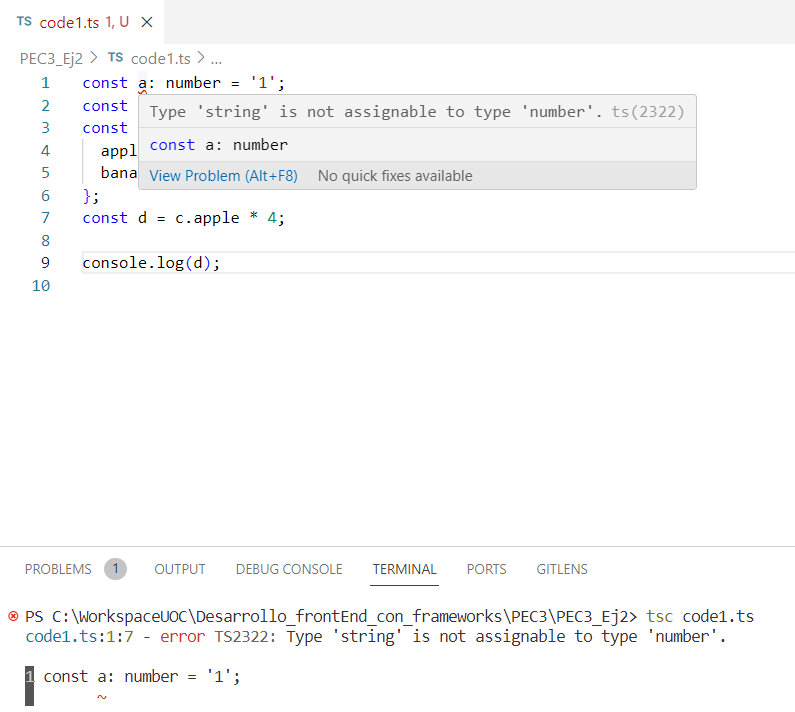 TS code1.ts 1, U ×
PEC3_Ej2 > TS code1.ts > ...
1 const a: number = '1';
2 const
Type 'string' is not assignable to type 'number'. ts(2322)
3 const
4 appl
const a: number
5 bana
View Problem (Alt+F8) No quick fixes available
6 };
7 const d = c.apple * 4;
8
9 console.log(d);
10
PROBLEMS 1 OUTPUT DEBUG CONSOLE TERMINAL PORTS GITLENS
PS C:\WorkspaceUOC\Desarrollo_frontEnd_con_frameworks\PEC3\PEC3_Ej2> tsc code1.ts
code1.ts:1:7 - error TS2322: Type 'string' is not assignable to type 'number'.
1 const a: number = '1';
~